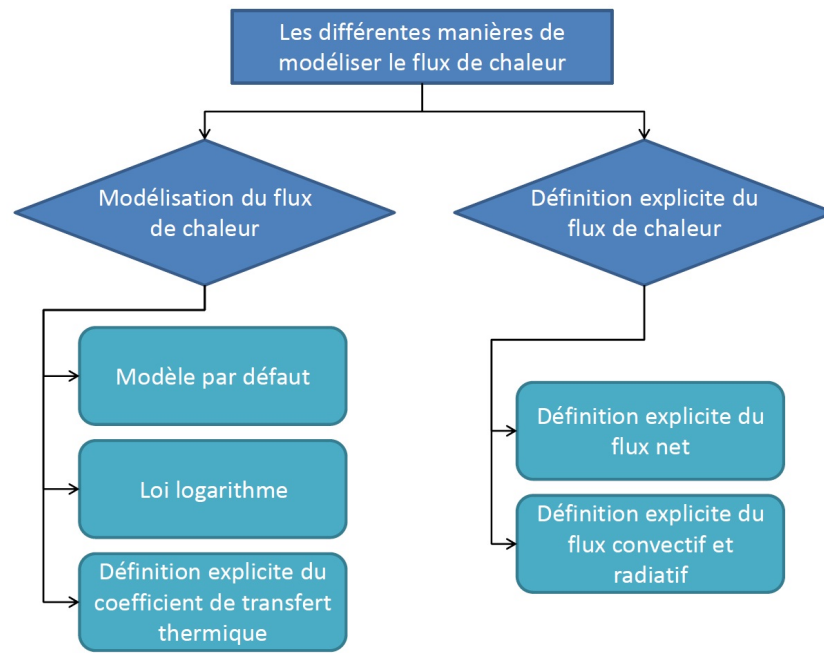 Les différentes manières de
modéliser le flux de chaleur
Modélisation du flux
de chaleur
Définition explicite du
flux de chaleur
Modèle par défaut
Loi logarithme
Définition explicite du
coefficient de transfert
thermique
Définition explicite du
flux net
Définition explicite du
flux convectif et
radiatif